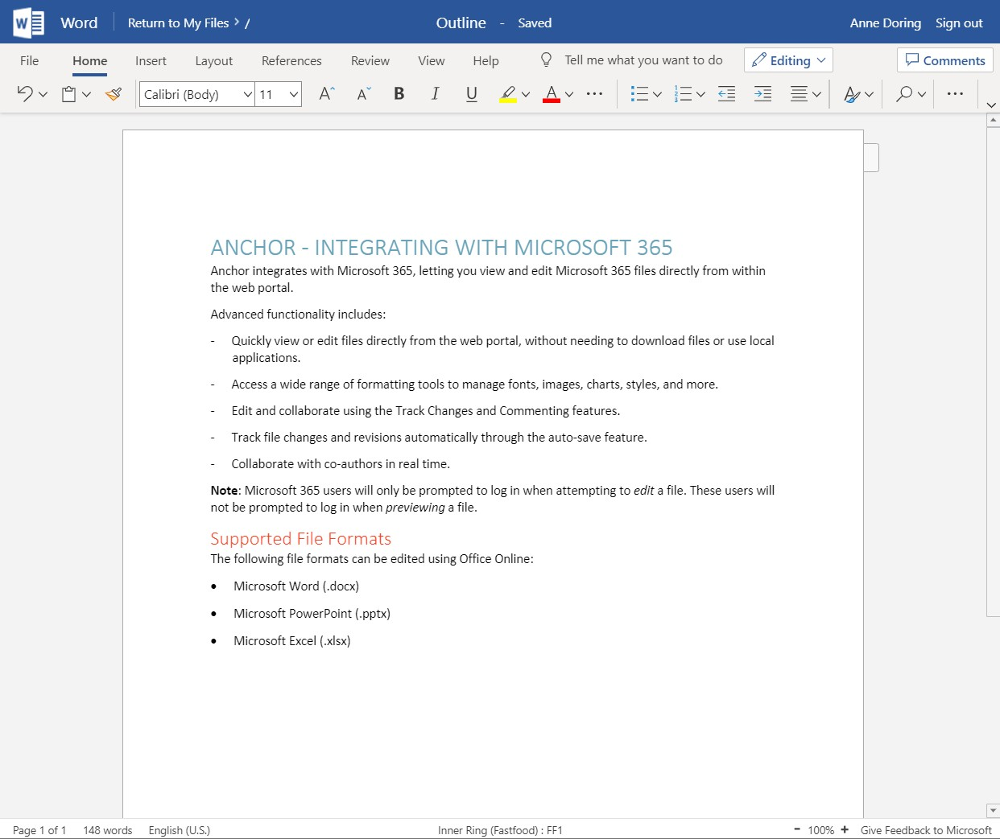 Word Return to My Files > / Outline - Saved Anne Doring Sign out
File Home Insert Layout References Review View Help Tell me what you want to do Editing Comments
Calibri (Body) 11 A A B I U A
ANCHOR - INTEGRATING WITH MICROSOFT 365
Anchor integrates with Microsoft 365, letting you view and edit Microsoft 365 files directly from within
the web portal.
Advanced functionality includes:
- Quickly view or edit files directly from the web portal, without needing to download files or use local
applications.
- Access a wide range of formatting tools to manage fonts, images, charts, styles, and more.
- Edit and collaborate using the Track Changes and Commenting features.
- Track file changes and revisions automatically through the auto-save feature.
- Collaborate with co-authors in real time.
Note: Microsoft 365 users will only be prompted to log in when attempting to edit a file. These users will
not be prompted to log in when previewing a file.
Supported File Formats
The following file formats can be edited using Office Online:
• Microsoft Word (.docx)
• Microsoft PowerPoint (.pptx)
• Microsoft Excel (.xlsx)
Page 1 of 1 148 words English (U.S.) Inner Ring (Fastfood) : FF1 - 100% + Give Feedback to Microsoft